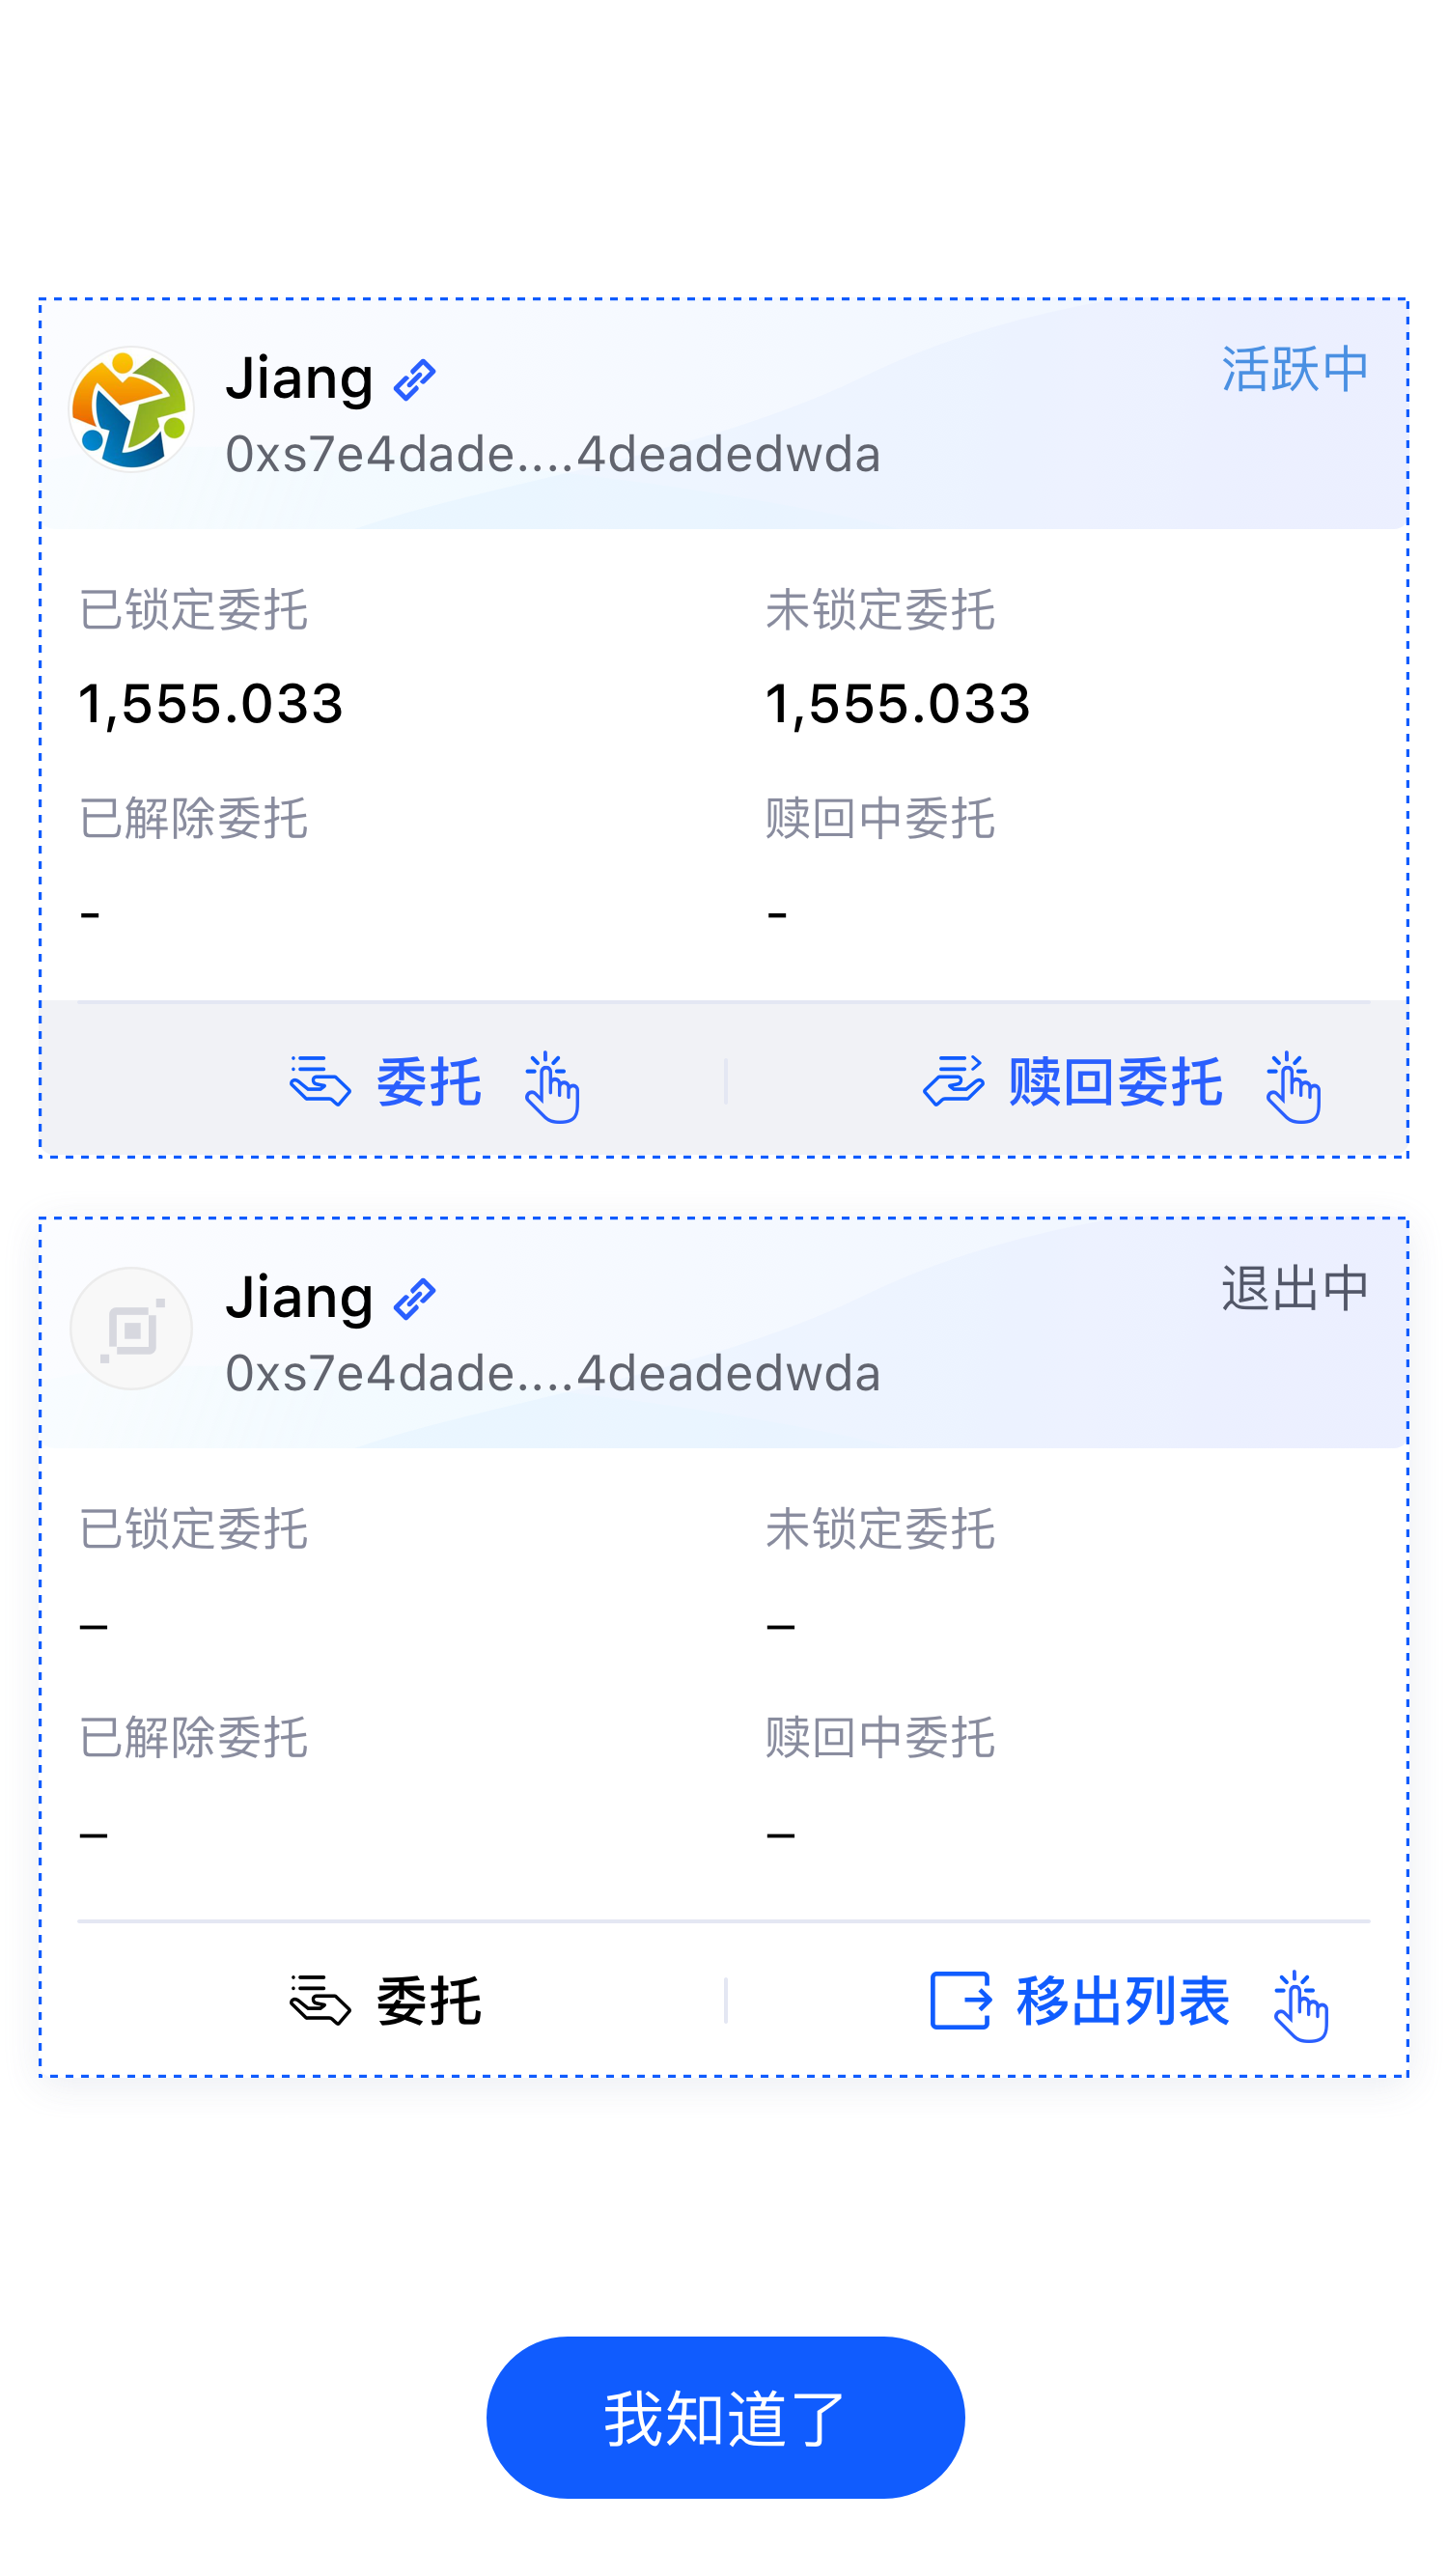 Jiang
活跃中
0xs7e4dade....4deadedwda
已锁定委托 未锁定委托
1,555.033 1,555.033
已解除委托 赎回中委托
- -
委托 赎回委托
Jiang
退出中
0xs7e4dade....4deadedwda
已锁定委托 未锁定委托
– –
已解除委托 赎回中委托
– –
委托 移出列表
我知道了